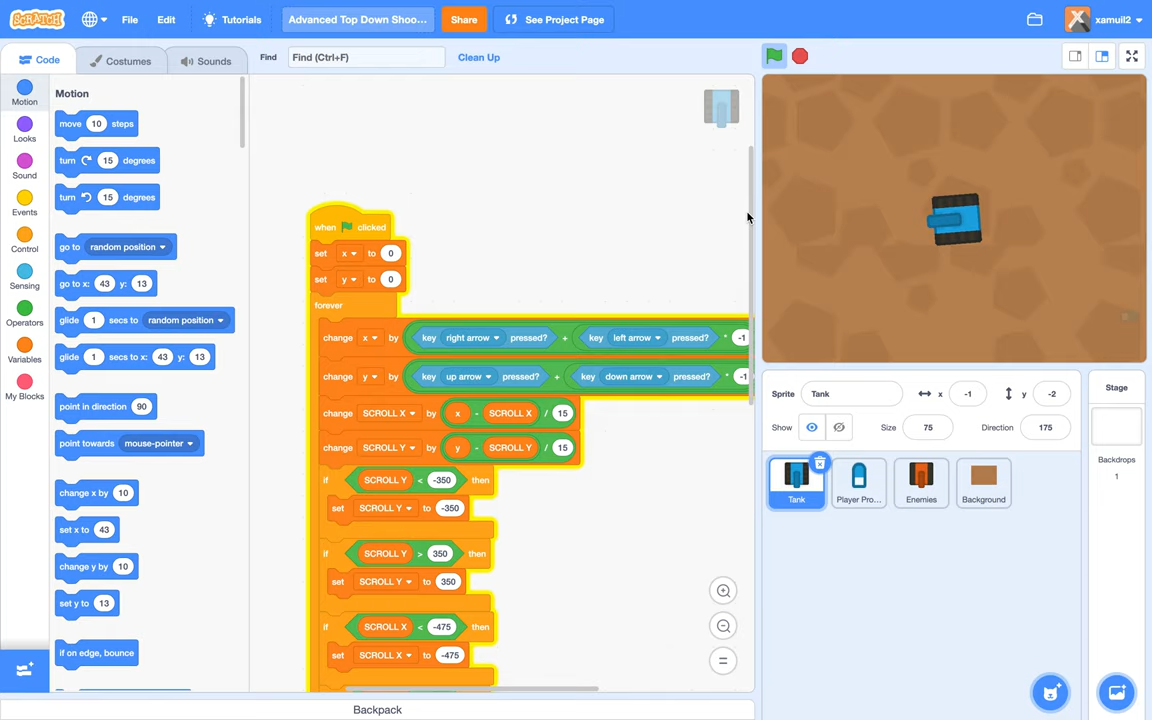 SCRATCH File Edit Tutorials Advanced Top Down Shoo... Share See Project Page xamuil2
Code Costumes Sounds Find Find (Ctrl+F) Clean Up
Motion
Looks
Sound
Events
Control
Sensing
Operators
Variables
My Blocks
Motion
move 10 steps
turn 15 degrees
turn 15 degrees
go to random position
go to x: 43 y: 13
glide 1 secs to random position
glide 1 secs to x: 43 y: 13
point in direction 90
point towards mouse-pointer
change x by 10
set x to 43
change y by 10
set y to 13
if on edge, bounce
when clicked
set x to 0
set y to 0
forever
change x by key right arrow pressed? + key left arrow pressed? * -1
change y by key up arrow pressed? + key down arrow pressed? * -1
change SCROLL X by x - SCROLL X / 15
change SCROLL Y by y - SCROLL Y / 15
if SCROLL Y < -350 then
set SCROLL Y to -350
if SCROLL Y > 350 then
set SCROLL Y to 350
if SCROLL X < -475 then
set SCROLL X to -475
Backpack
Sprite Tank x -1 y -2
Show Size 75 Direction 175
Tank Player Pro... Enemies Background
Stage
Backdrops
1